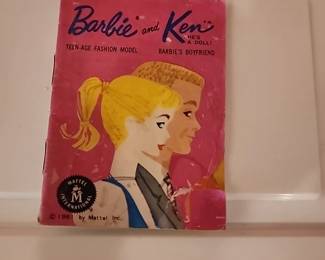 Barbie and Ken T.M.
HE'S
A DOLL!
TEEN-AGE FASHION MODEL BARBIE'S BOYFRIEND
MATTEL
M
INTERNATIONAL
by Mattel Inc.